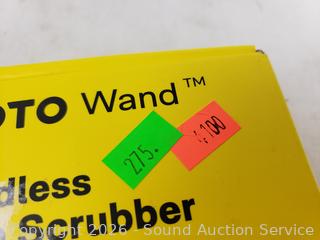 OTO Wand™
275.
dless
Scrubber
Copyright 2026 - Sound Auction Service